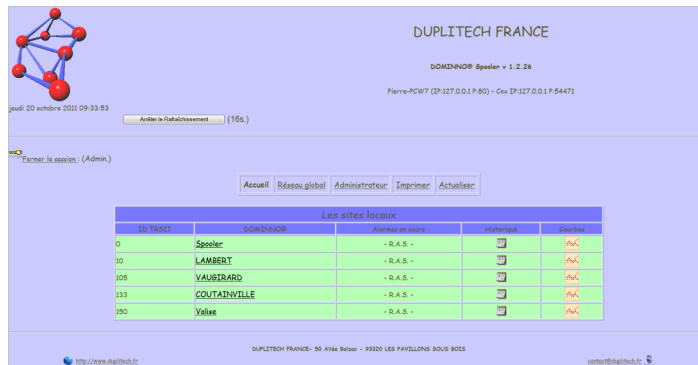 DUPLITECH FRANCE
DOMINNO® Spooler v 1.2.26
Pierre-PCW7 (IP:127.0.0.1 P:80) - Cnx IP:127.0.0.1 P:54471
jeudi 20 octobre 2011 09:33:53
Arrêter le Rafraîchissement (16s.)
Fermer la session : (Admin.)
Accueil Réseau global Administrateur Imprimer Actualiser
Les sites locaux
ID TRSII DOMINNO® Alarmes en cours Historique Courbes
0 Spooler - R.A.S. -
10 LAMBERT - R.A.S. -
105 VAUGIRARD - R.A.S. -
133 COUTAINVILLE - R.A.S. -
150 Valise - R.A.S. -
DUPLITECH FRANCE- 50 Allée Balzac - 93320 LES PAVILLONS SOUS BOIS
http://www.duplitech.fr contact@duplitech.fr